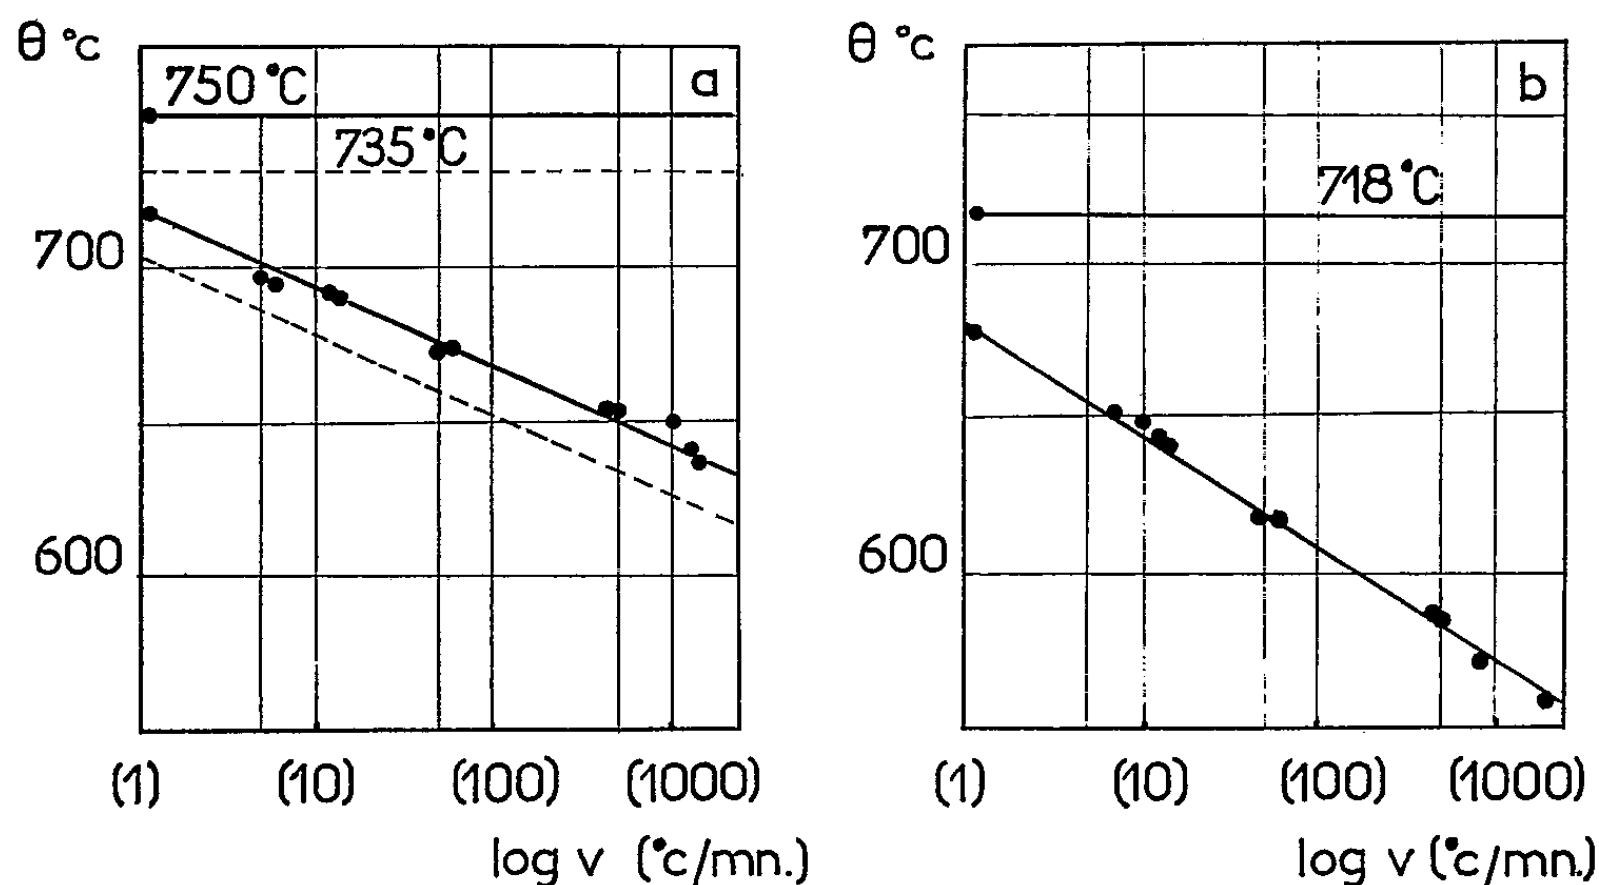 θ °c
750 °C
a
735 °C
700
600
(1) (10) (100) (1000)
log v (°c/mn.)
θ °c
b
718 °C
700
600
(1) (10) (100) (1000)
log v (°c/mn.)